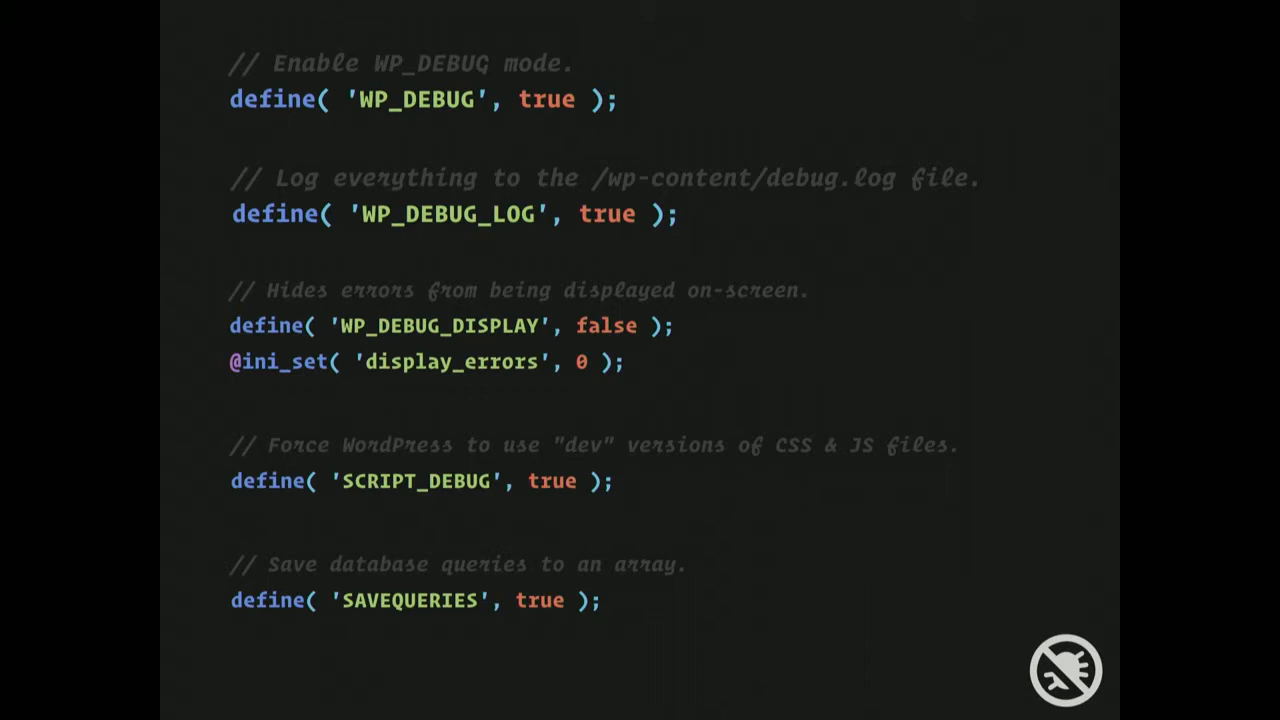 // Enable WP_DEBUG mode.
define( 'WP_DEBUG', true );
// Log everything to the /wp-content/debug.log file.
define( 'WP_DEBUG_LOG', true );
// Hides errors from being displayed on-screen.
define( 'WP_DEBUG_DISPLAY', false );
@ini_set( 'display_errors', 0 );
// Force WordPress to use "dev" versions of CSS & JS files.
define( 'SCRIPT_DEBUG', true );
// Save database queries to an array.
define( 'SAVEQUERIES', true );